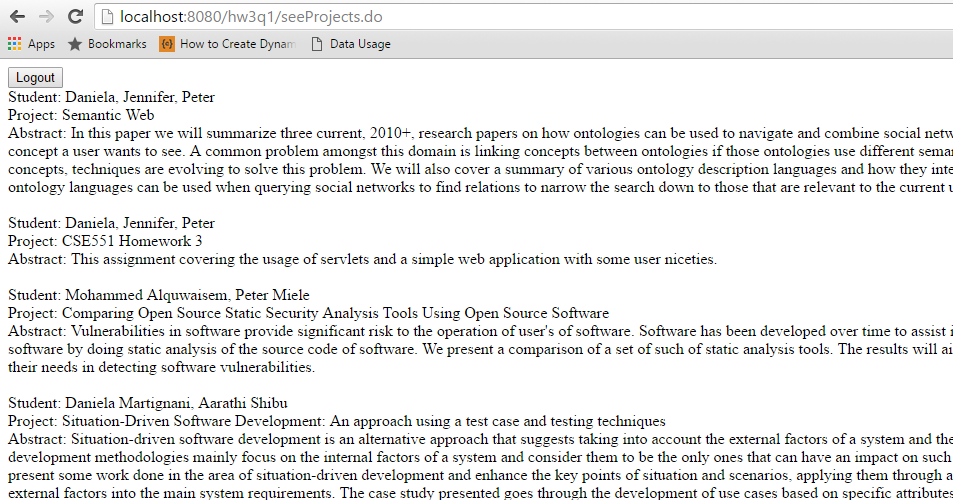 localhost:8080/hw3q1/seeProjects.do
Apps Bookmarks {e} How to Create Dynam Data Usage
Logout
Student: Daniela, Jennifer, Peter
Project: Semantic Web
Abstract: In this paper we will summarize three current, 2010+, research papers on how ontologies can be used to navigate and combine social netw
concept a user wants to see. A common problem amongst this domain is linking concepts between ontologies if those ontologies use different sema
concepts, techniques are evolving to solve this problem. We will also cover a summary of various ontology description languages and how they inte
ontology languages can be used when querying social networks to find relations to narrow the search down to those that are relevant to the current u
Student: Daniela, Jennifer, Peter
Project: CSE551 Homework 3
Abstract: This assignment covering the usage of servlets and a simple web application with some user niceties.
Student: Mohammed Alquwaisem, Peter Miele
Project: Comparing Open Source Static Security Analysis Tools Using Open Source Software
Abstract: Vulnerabilities in software provide significant risk to the operation of user's of software. Software has been developed over time to assist i
software by doing static analysis of the source code of software. We present a comparison of a set of such of static analysis tools. The results will ai
their needs in detecting software vulnerabilities.
Student: Daniela Martignani, Aarathi Shibu
Project: Situation-Driven Software Development: An approach using a test case and testing techniques
Abstract: Situation-driven software development is an alternative approach that suggests taking into account the external factors of a system and the
development methodologies mainly focus on the internal factors of a system and consider them to be the only ones that can have an impact on such
present some work done in the area of situation-driven development and enhance the key points of situation and scenarios, applying them through a
external factors into the main system requirements. The case study presented goes through the development of use cases based on specific attributes